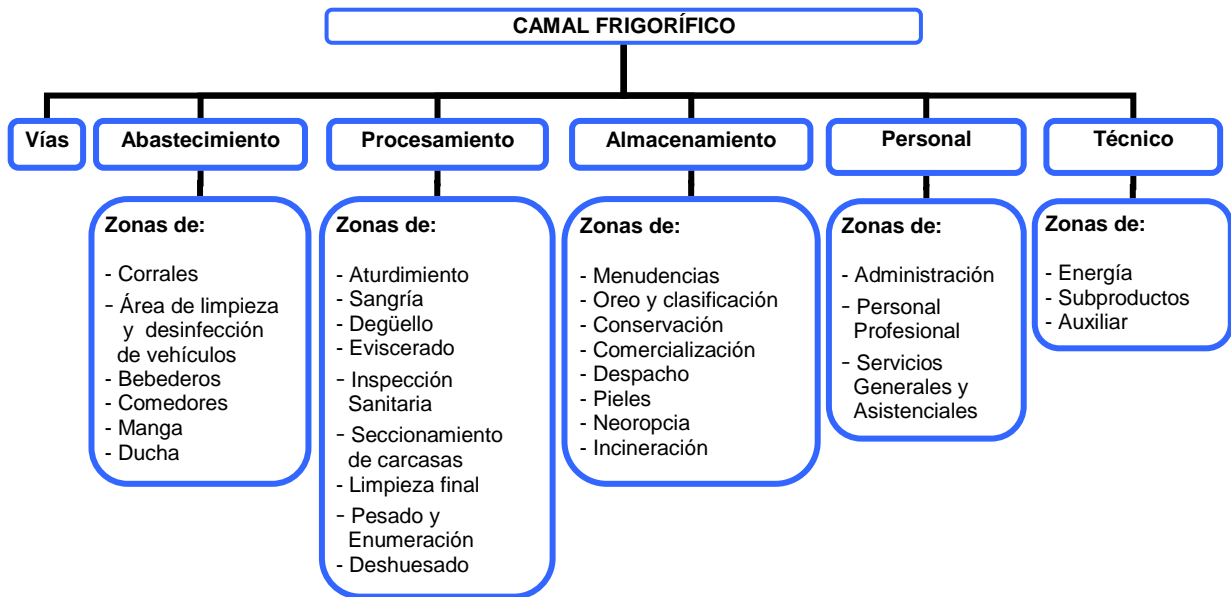 CAMAL FRIGORÍFICO
Vías
Abastecimiento
Procesamiento
Almacenamiento
Personal
Técnico
Zonas de:
- Corrales
- Área de limpieza
y desinfección
de vehículos
- Bebederos
- Comedores
- Manga
- Ducha
Zonas de:
- Aturdimiento
- Sangría
- Degüello
- Eviscerado
- Inspección
Sanitaria
- Seccionamiento
de carcasas
- Limpieza final
- Pesado y
Enumeración
- Deshuesado
Zonas de:
- Menudencias
- Oreo y clasificación
- Conservación
- Comercialización
- Despacho
- Pieles
- Neoropcia
- Incineración
Zonas de:
- Administración
- Personal
Profesional
- Servicios
Generales y
Asistenciales
Zonas de:
- Energía
- Subproductos
- Auxiliar